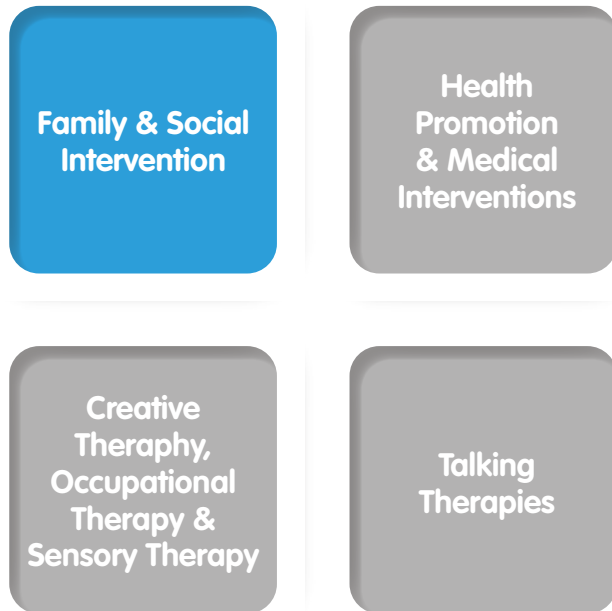 Family & Social
Intervention
Health
Promotion
& Medical
Interventions
Creative
Theraphy,
Occupational
Therapy &
Sensory Therapy
Talking
Therapies